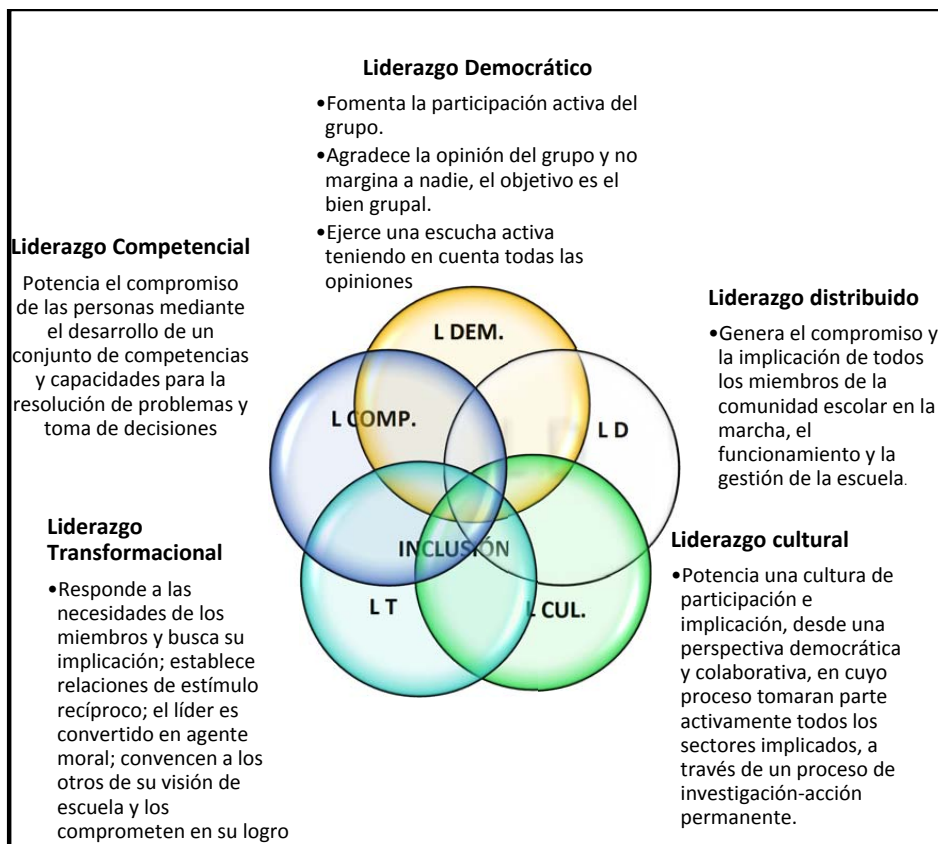 Liderazgo Democrático
•Fomenta la participación activa del
grupo.
•Agradece la opinión del grupo y no
margina a nadie, el objetivo es el
bien grupal.
•Ejerce una escucha activa
teniendo en cuenta todas las
opiniones
Liderazgo Competencial
Potencia el compromiso
de las personas mediante
el desarrollo de un
conjunto de competencias
y capacidades para la
resolución de problemas y
toma de decisiones
Liderazgo distribuido
•Genera el compromiso y
la implicación de todos
los miembros de la
comunidad escolar en la
marcha, el
funcionamiento y la
gestión de la escuela.
L DEM.
L COMP.
L D
INCLUSIÓN
L T
L CUL.
Liderazgo
Transformacional
•Responde a las
necesidades de los
miembros y busca su
implicación; establece
relaciones de estímulo
recíproco; el líder es
convertido en agente
moral; convencen a los
otros de su visión de
escuela y los
comprometen en su logro
Liderazgo cultural
•Potencia una cultura de
participación e
implicación, desde una
perspectiva democrática
y colaborativa, en cuyo
proceso tomaran parte
activamente todos los
sectores implicados, a
través de un proceso de
investigación-acción
permanente.